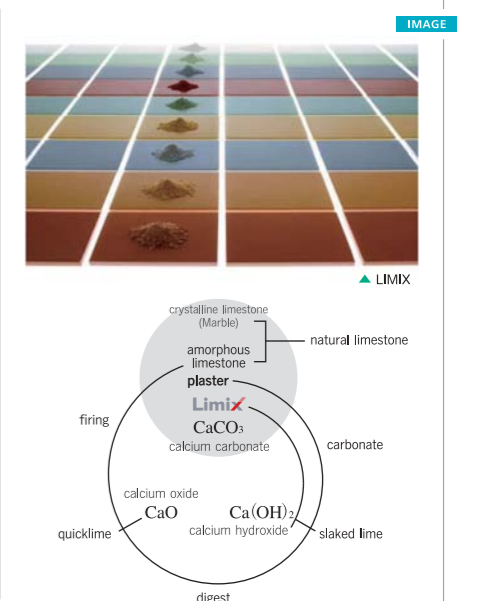 IMAGE
▲ LIMIX
crystalline limestone
(Marble)
natural limestone
amorphous
limestone
plaster
Limix
firing
CaCO₃
calcium carbonate
carbonate
calcium oxide
CaO
Ca(OH)₂
calcium hydroxide
quicklime
slaked lime
digest